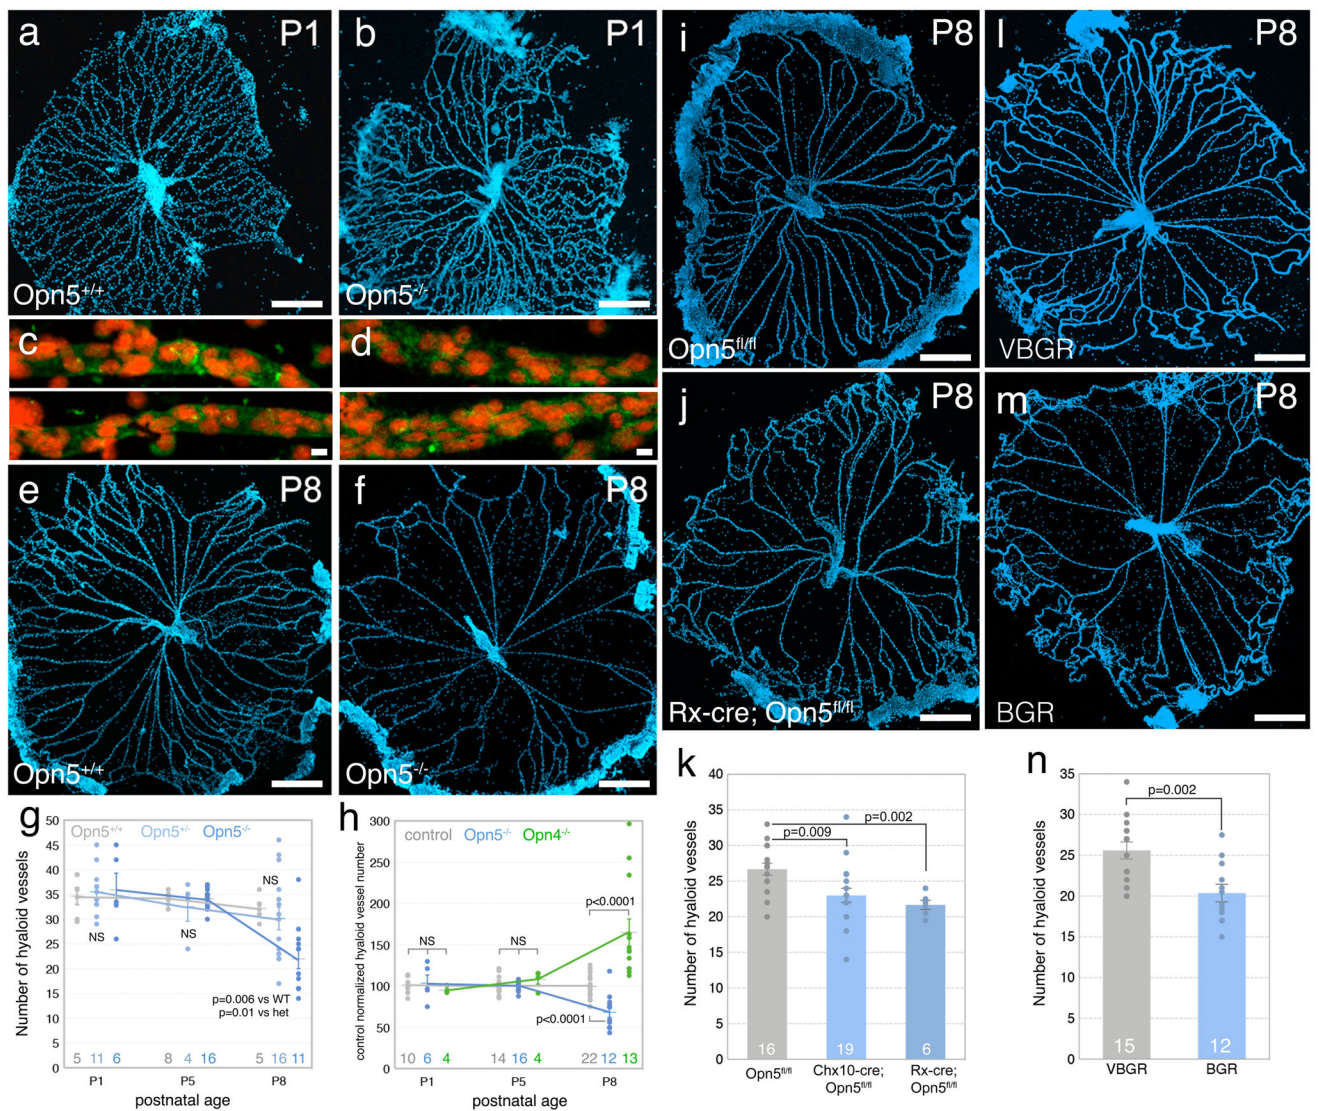 a
P1
Opn5+/+
b
P1
Opn5-/-
c
d
e
P8
Opn5+/+
f
P8
Opn5-/-
g
Opn5+/+ Opn5+/- Opn5-/-
Number of hyaloid vessels
50
45
40
35
30
25
20
15
10
5
0
NS
NS
NS
p=0.006 vs WT
p=0.01 vs het
5 11 6 8 4 16 5 16 11
P1 P5 P8
postnatal age
h
control Opn5-/- Opn4-/-
control normalized hyaloid vessel number
300
250
200
150
100
50
0
NS
NS
p<0.0001
p<0.0001
10 6 4 14 16 4 22 12 13
P1 P5 P8
postnatal age
i
P8
Opn5fl/fl
j
P8
Rx-cre; Opn5fl/fl
k
Number of hyaloid vessels
40
35
30
25
20
15
10
5
0
p=0.009
p=0.002
16 19 6
Opn5fl/fl Chx10-cre; Rx-cre;
Opn5fl/fl Opn5fl/fl
l
P8
VBGR
m
P8
BGR
n
Number of hyaloid vessels
35
30
25
20
15
10
5
0
p=0.002
15 12
VBGR BGR